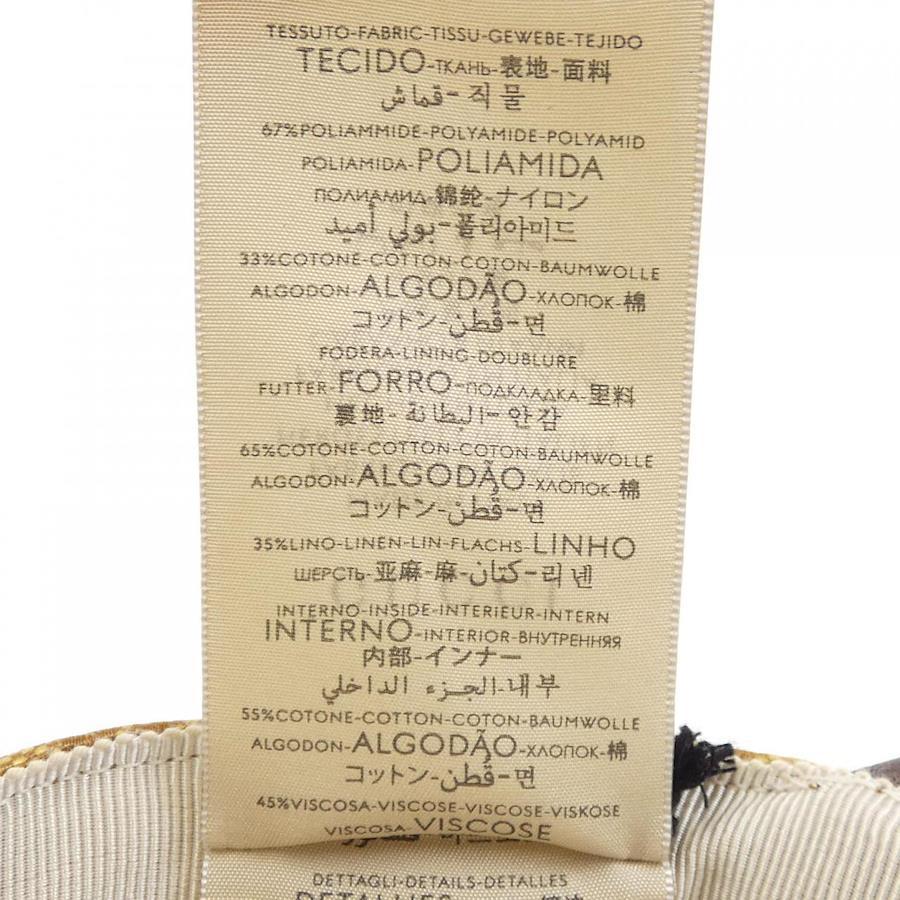 TESSUTO-FABRIC-TISSU-GEWEBE-TEJIDO
TECIDO-ТКАНЬ-表地-面料
قماش-직물
67%POLIAMMIDE-POLYAMIDE-POLYAMID
POLIAMIDA-POLIAMIDA
ПОЛИАМИД-錦纶-ナイロン
بولي أميد-폴리아미드
33%COTONE-COTTON-COTON-BAUMWOLLE
ALGODON-ALGODÃO-ХЛОПОК-棉
コットン-قُطن-면
FODERA-LINING-DOUBLURE
FUTTER-FORRO-ПОДКЛАДКА-里料
裏地-البطانة-안감
65%COTONE-COTTON-COTON-BAUMWOLLE
ALGODON-ALGODÃO-ХЛОПОК-棉
コットン-قُطن-면
35%LINO-LINEN-LIN-FLACHS-LINHO
ШЕРСТЬ-亚麻-麻-كتان-리넨
INTERNO-INSIDE-INTERIEUR-INTERN
INTERNO-INTERIOR-ВНУТРЕННЯЯ
内部-インナー
الجزء الداخلي-내부
55%COTONE-COTTON-COTON-BAUMWOLLE
ALGODON-ALGODÃO-ХЛОПОК-棉
コットン-قُطن-면
45%VISCOSA-VISCOSE-VISCOSE-VISKOSE
VISCOSA VISCOSE
DETTAGLI-DETAILS-DETALLES